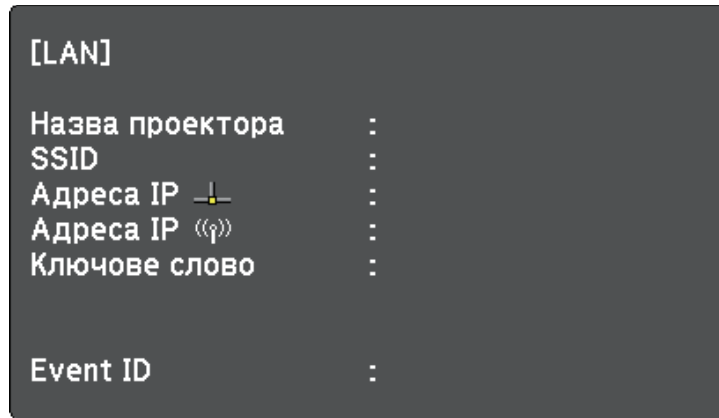 [LAN]
Назва проектора :
SSID :
Адреса IP :
Адреса IP :
Ключове слово :
Event ID :